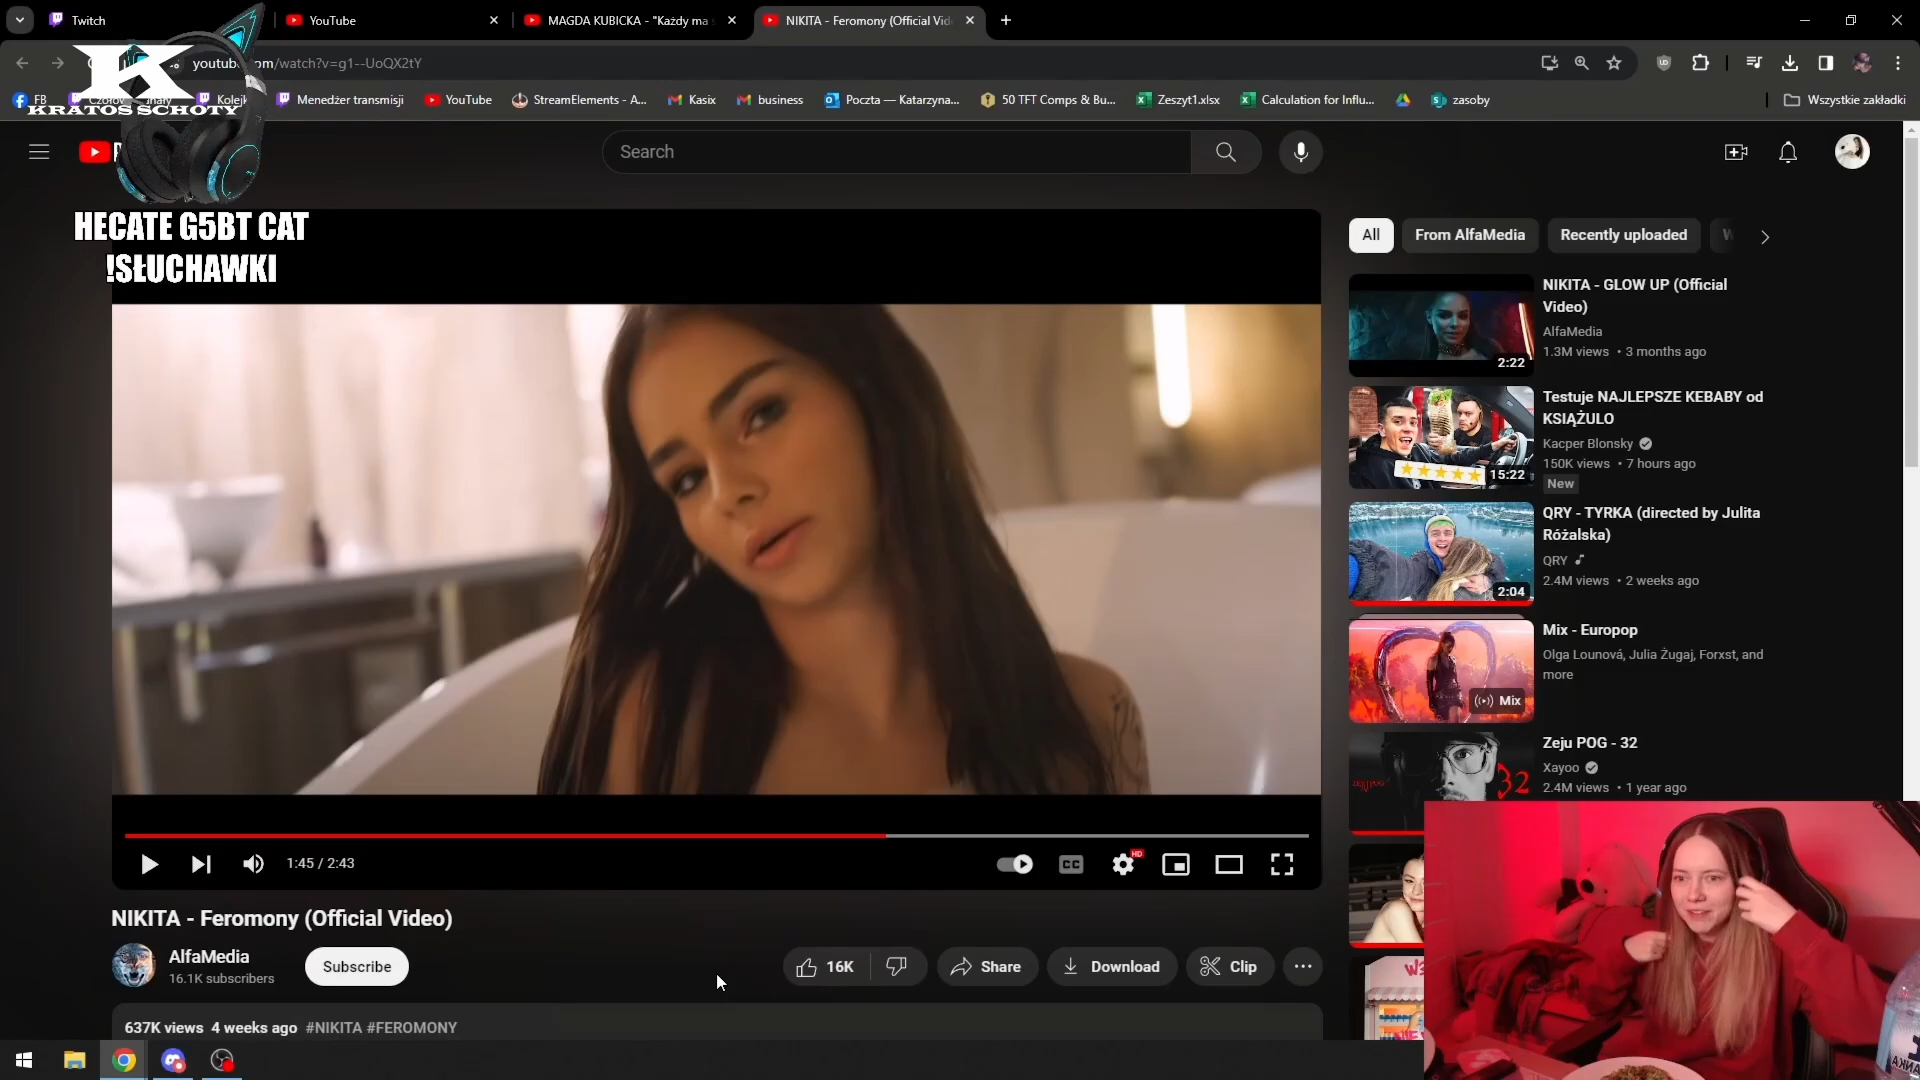 Twitch
YouTube
MAGDA KUBICKA - "Każdy ma
NIKITA - Feromony (Official Vid
/watch?v=g1--UoQX2tY
FB
Menedżer transmisji
YouTube
StreamElements - A...
Kasix
business
Poczta — Katarzyna...
50 TFT Comps & Bu...
Zeszyt1.xlsx
Calculation for Influ...
zasoby
Wszystkie zakładki
K
KRATOS SCHOTY
HECATE G5BT CAT
!SŁUCHAWKI
Search
All
From AlfaMedia
Recently uploaded
NIKITA - GLOW UP (Official
Video)
AlfaMedia
1.3M views • 3 months ago
2:22
Testuje NAJLEPSZE KEBABY od
KSIĄŻULO
Kacper Blonsky
150K views • 7 hours ago
New
15:22
QRY - TYRKA (directed by Julita
Różalska)
QRY
2.4M views • 2 weeks ago
2:04
Mix - Europop
Olga Lounová, Julia Żugaj, Forxst, and
more
Mix
Zeju POG - 32
Xayoo
2.4M views • 1 year ago
32
1:45 / 2:43
CC
HD
NIKITA - Feromony (Official Video)
AlfaMedia
16.1K subscribers
Subscribe
16K
Share
Download
Clip
637K views 4 weeks ago #NIKITA #FEROMONY